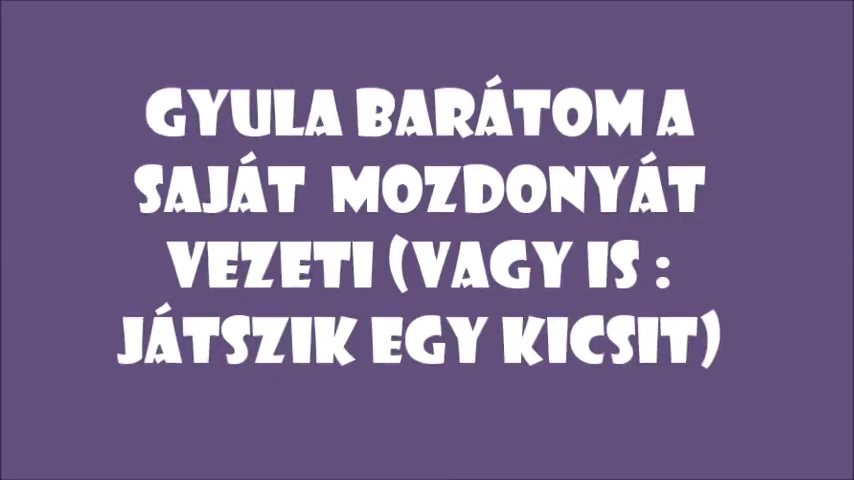 GYULA BARÁTOM A
SAJÁT MOZDONYÁT
VEZETI (VAGY IS :
JÁTSZIK EGY KICSIT)